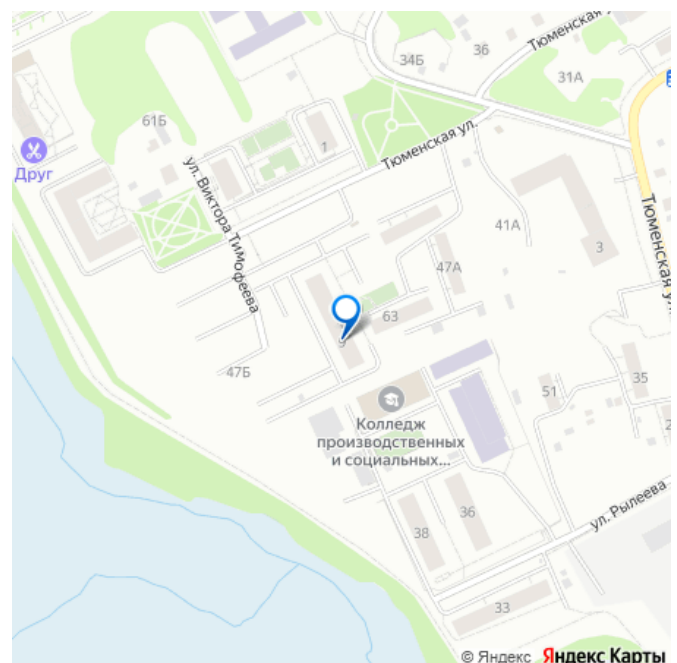 34Б
36
Тюменская у
31А
61Б
1
Друг
Тюменская ул.
ул. Виктора Тимофеева
41А
3
Тюменская ул.
47А
63
9
47Б
51
35
Колледж
производственных
и социальных...
38
36
ул. Рылеева
33
© Яндекс Яндекс Карты